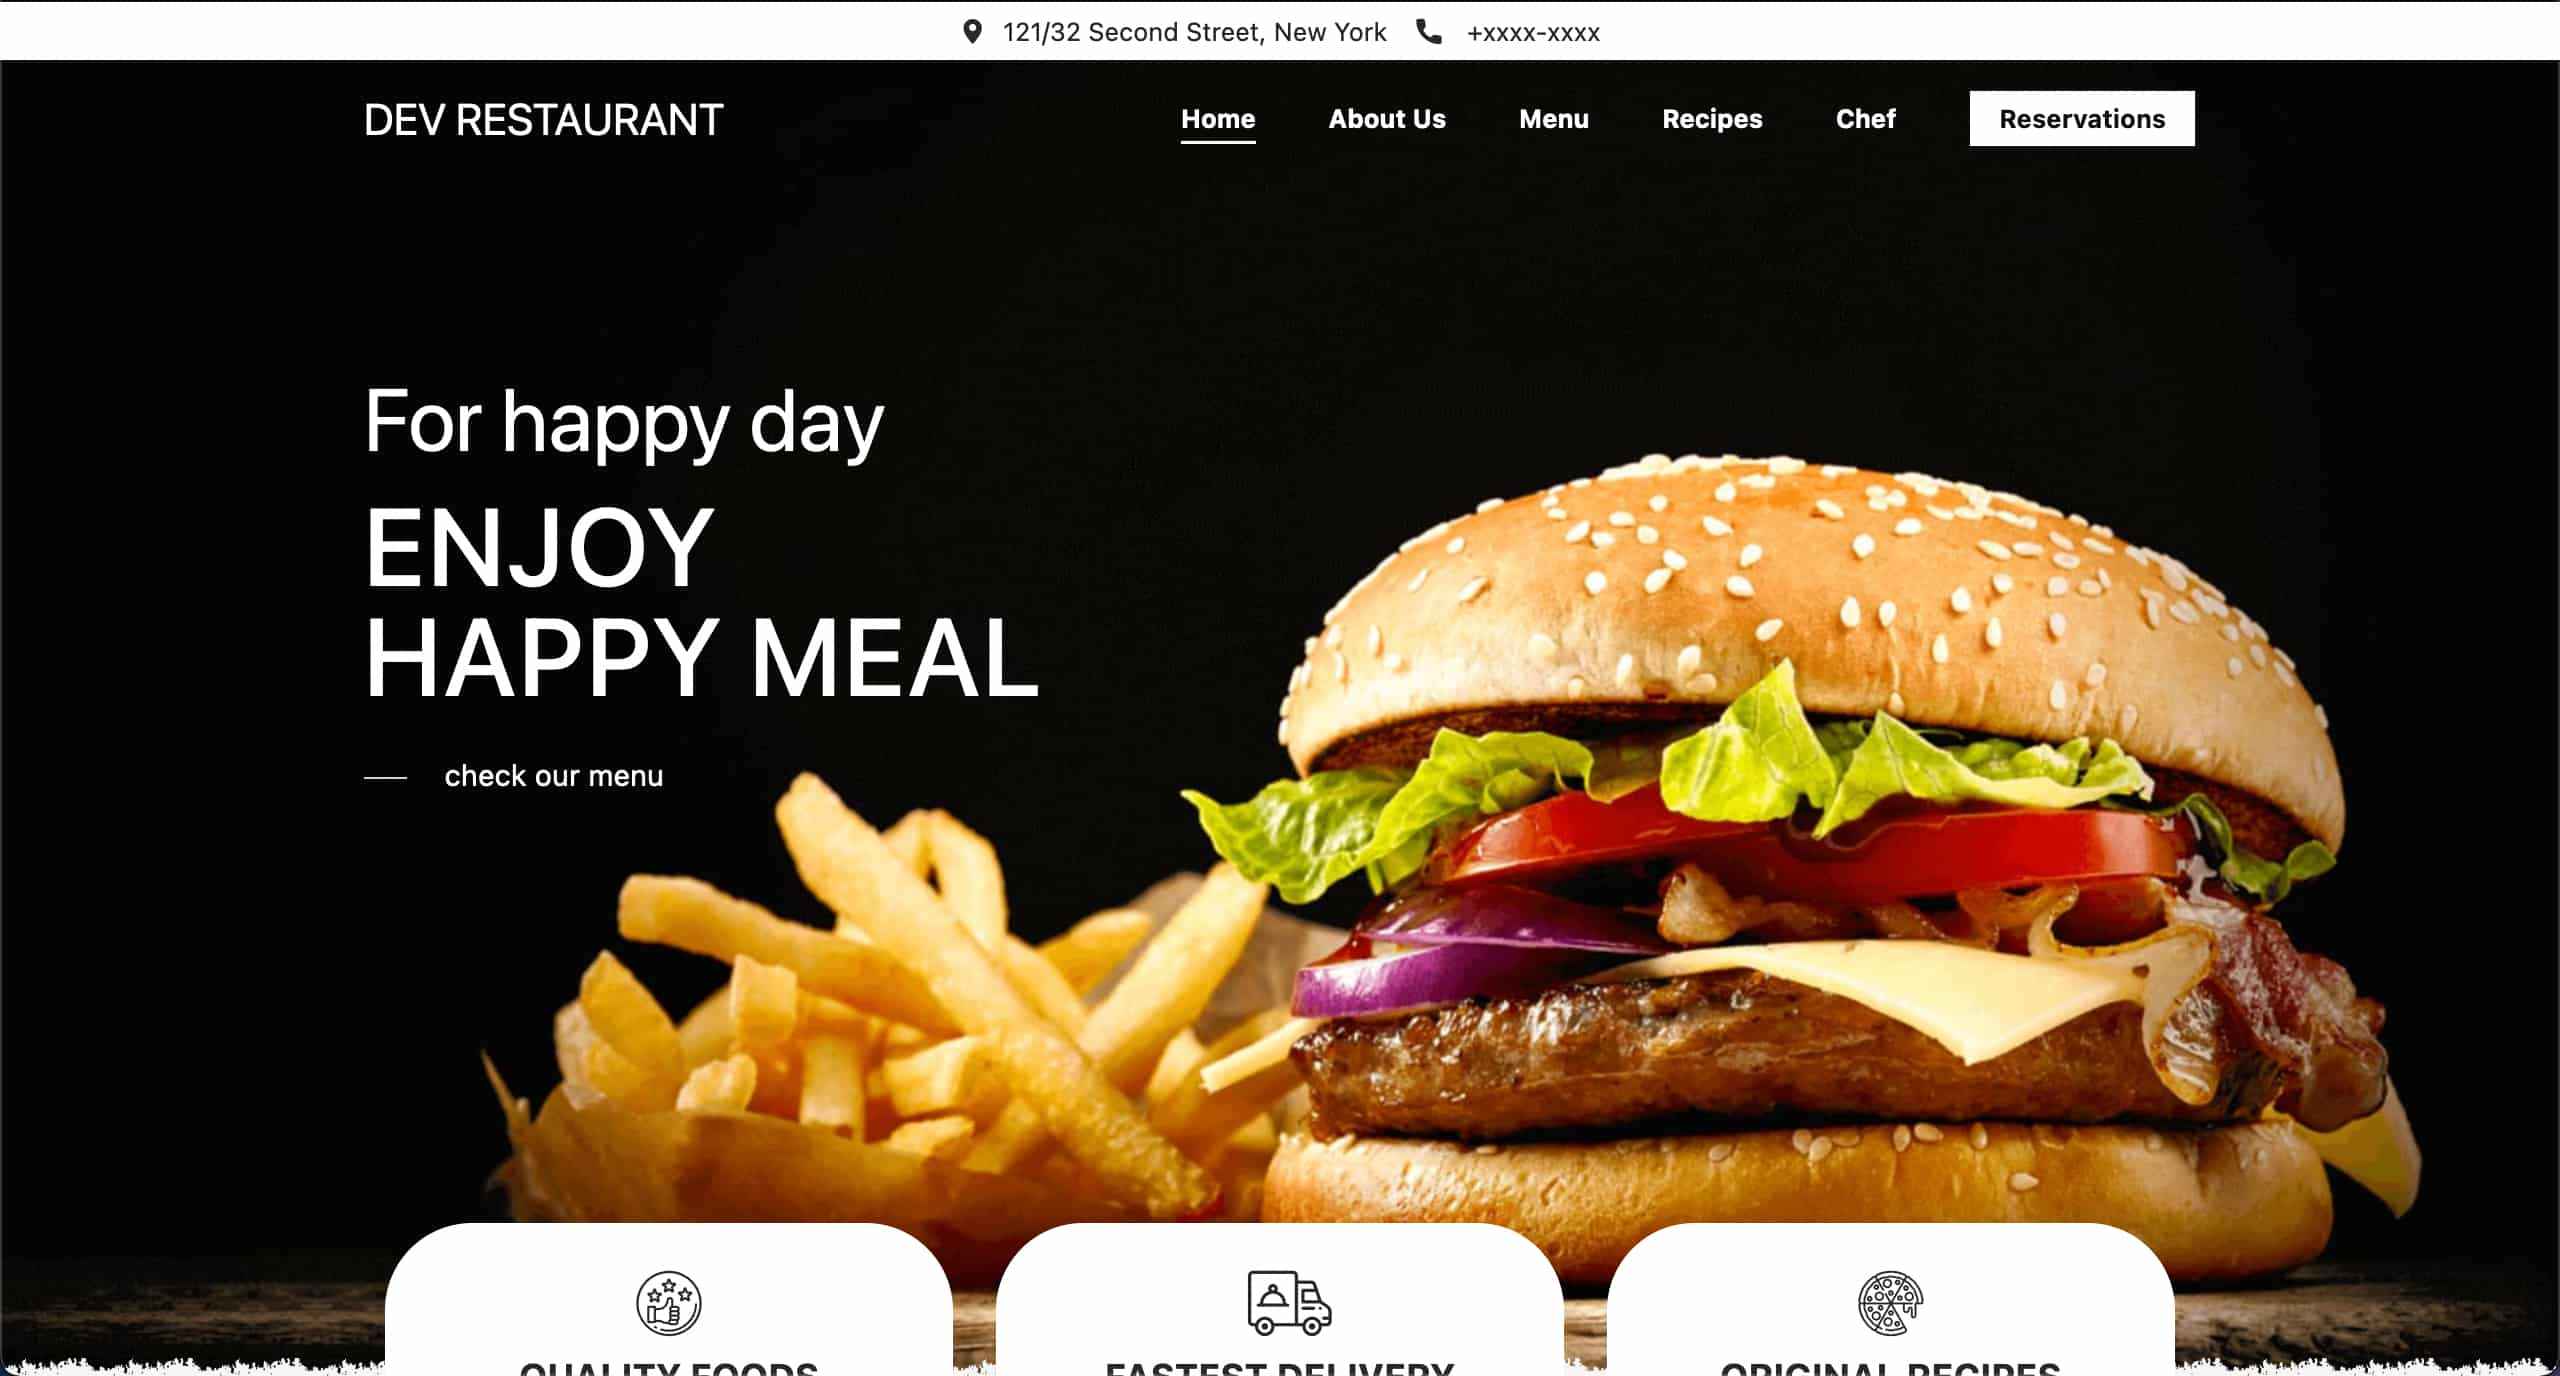 121/32 Second Street, New York +xxxx-xxxx
DEV RESTAURANT Home About Us Menu Recipes Chef Reservations
For happy day
ENJOY
HAPPY MEAL
check our menu
QUALITY FOODS FASTEST DELIVERY ORIGINAL RECIPES